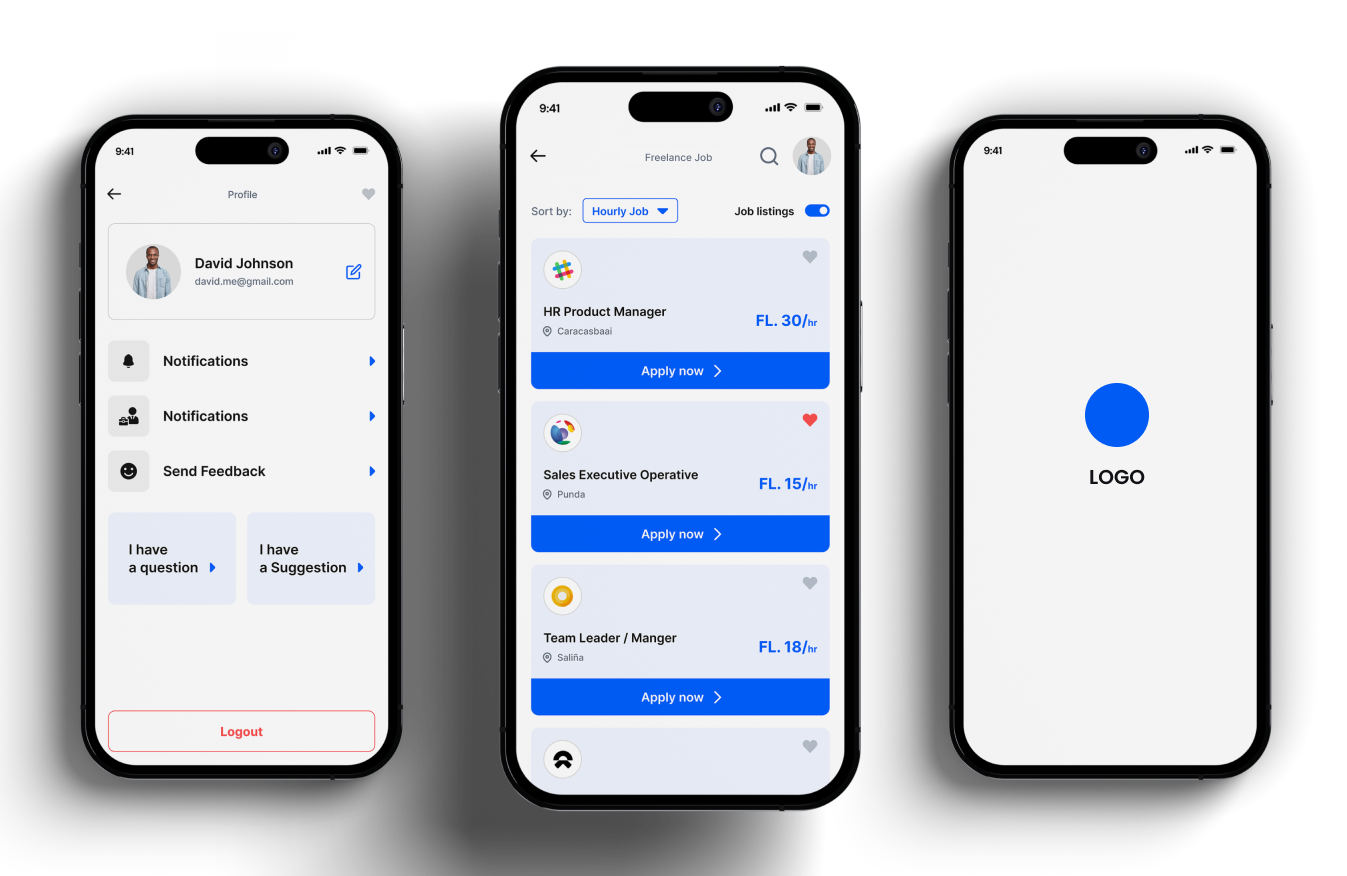 9:41
Profile
David Johnson
david.me@gmail.com
Notifications
Notifications
Send Feedback
I have
a question
I have
a Suggestion
Logout
9:41
Freelance Job
Sort by:
Hourly Job
Job listings
HR Product Manager
Caracasbaai
FL. 30/hr
Apply now
Sales Executive Operative
Punda
FL. 15/hr
Apply now
Team Leader / Manger
Saliña
FL. 18/hr
Apply now
9:41
LOGO